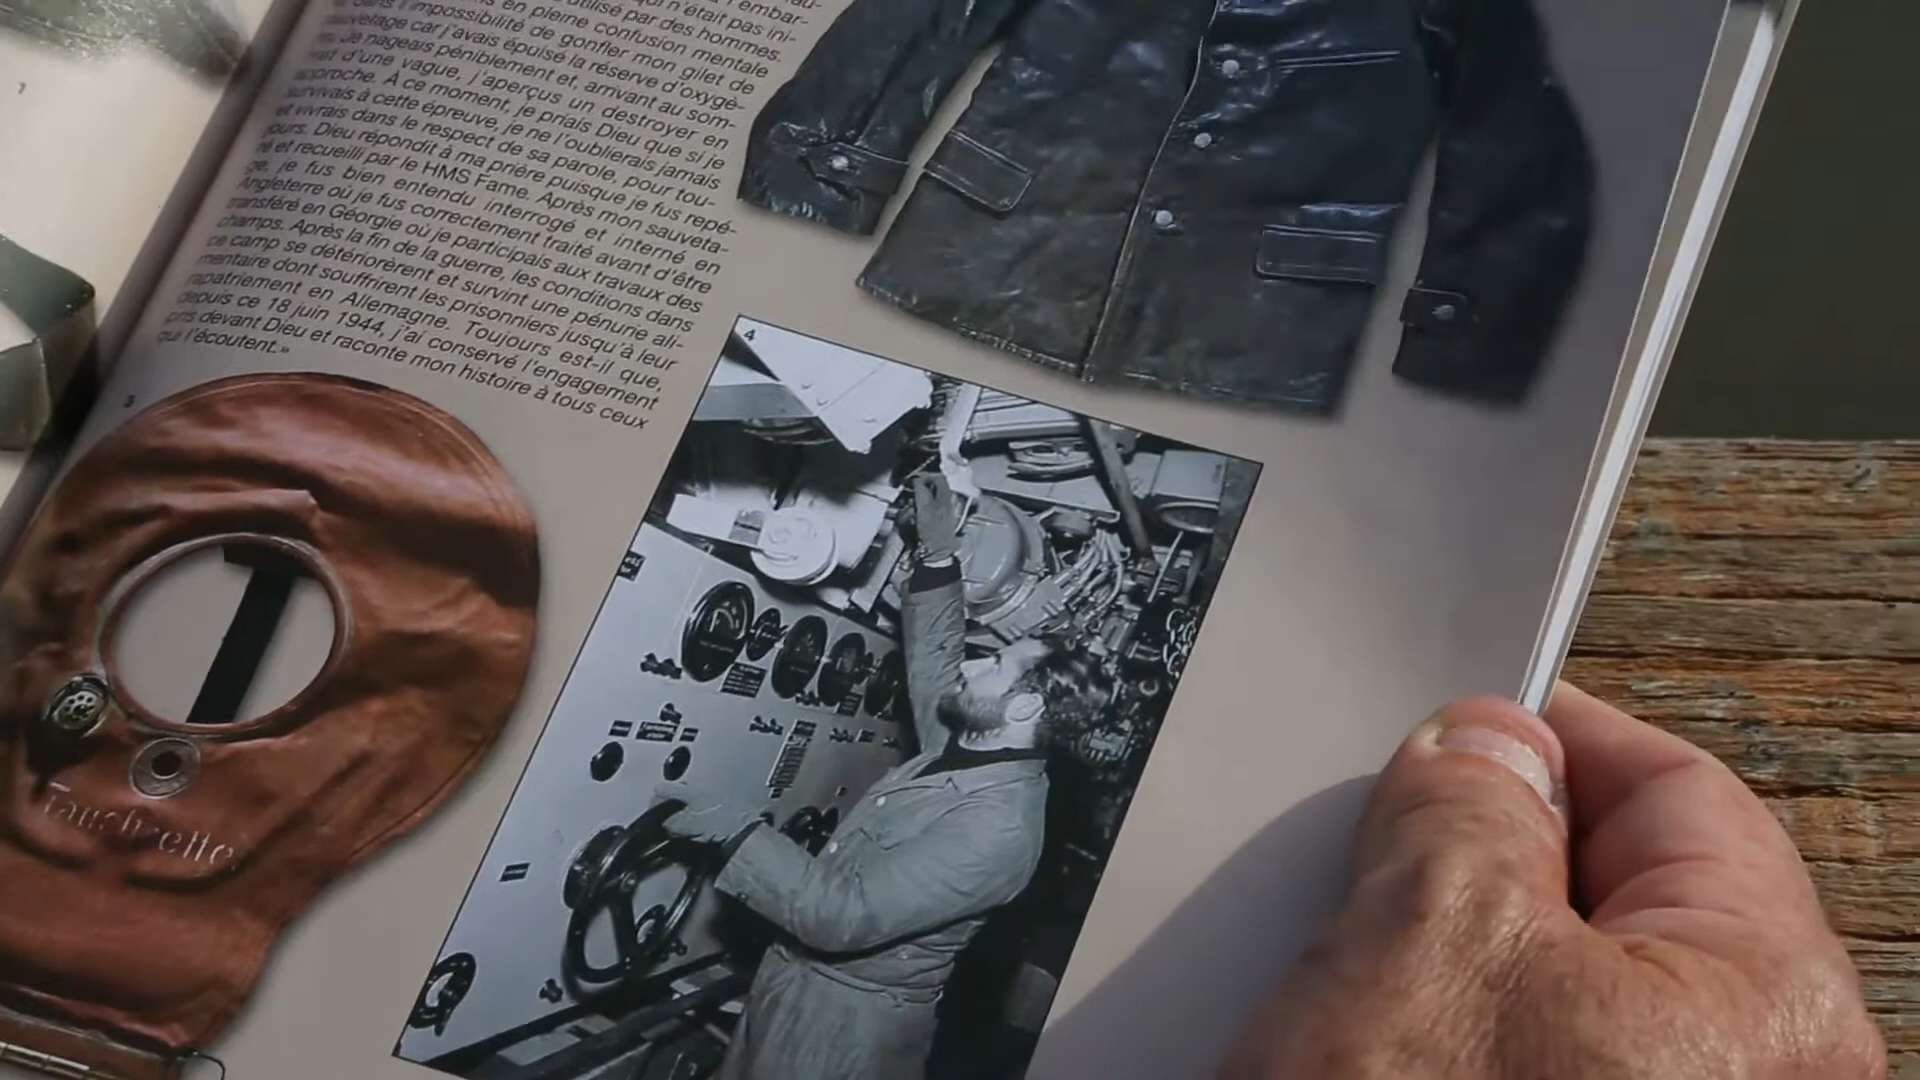 l'embar-
utilisé par des hommes.
en pleine confusion mentale
dans l'impossibilité de gonfler mon gilet de
sauvetage car j'avais épuisé la réserve d'oxygè-
ne. Je nageais péniblement et, arrivant au som-
met d'une vague, j'aperçus un destroyer en
approche. À ce moment, je priais Dieu que si je
survivais à cette épreuve, je ne l'oublierais jamais
et vivrais dans le respect de sa parole, pour tou-
jours. Dieu répondit à ma prière puisque je fus repé-
ré et recueilli par le HMS Fame. Après mon sauveta-
ge, je fus bien entendu interrogé et interné en
Angleterre où je fus correctement traité avant d'être
transféré en Géorgie où je participais aux travaux des
champs. Après la fin de la guerre, les conditions dans
ce camp se détériorèrent et survint une pénurie ali-
mentaire dont souffrirent les prisonniers jusqu'à leur
rapatriement en Allemagne. Toujours est-il que,
depuis ce 18 juin 1944, j'ai conservé l'engagement
pris devant Dieu et raconte mon histoire à tous ceux
qui l'écoutent.»
4